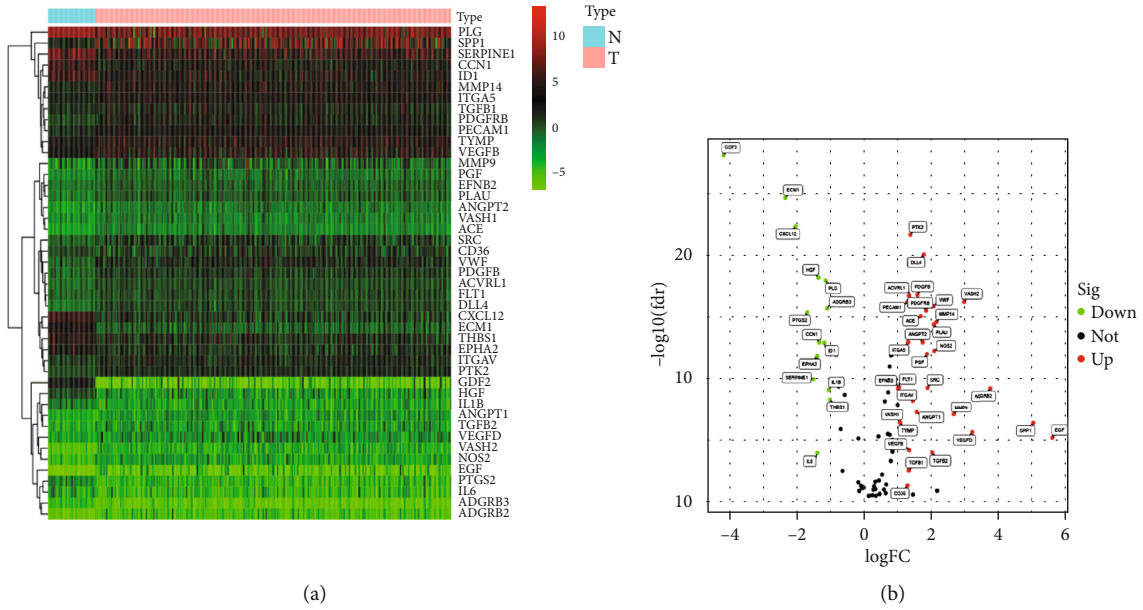 Type
PLG
SPP1
SERPINE1
CCN1
ID1
MMP14
ITGA5
TGFB1
PDGFRB
PECAM1
TYMP
VEGFB
MMP9
PGF
EFNB2
PLAU
ANGPT2
VASH1
ACE
SRC
CD36
VWF
PDGFB
ACVRL1
FLT1
DLL4
CXCL12
ECM1
THBS1
EPHA2
ITGAV
PTK2
GDF2
HGF
IL1B
ANGPT1
TGFB2
VEGFD
VASH2
NOS2
EGF
PTGS2
IL6
ADGRB3
ADGRB2
10
5
0
−5
Type
N
T
(a)
−log10(fdr)
20
10
10
GDF2
ECM1
CXCL12
PTK2
DLL4
HGF
PLG
ACVRL1
PDGFB
VASH2
ADGRB3
PECAM1
PDGFRB
VWF
PTGS2
ACE
MMP14
CCN1
ANGPT2
PLAU
ID1
ITGA5
NOS2
EPHA2
PGF
SERPINE1
IL1B
EFNB2
FLT1
SRC
THBS1
ITGAV
ADGRB2
VASH1
ANGPT1
MMP9
TYMP
SPP1
EGF
VEGFB
VEGFD
IL6
TGFB1
TGFB2
CD36
−4
−2
0
2
4
6
logFC
Sig
Down
Not
Up
(b)